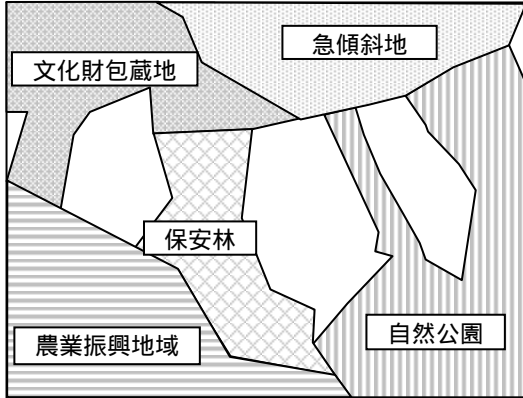 急傾斜地
文化財包蔵地
保安林
自然公園
農業振興地域